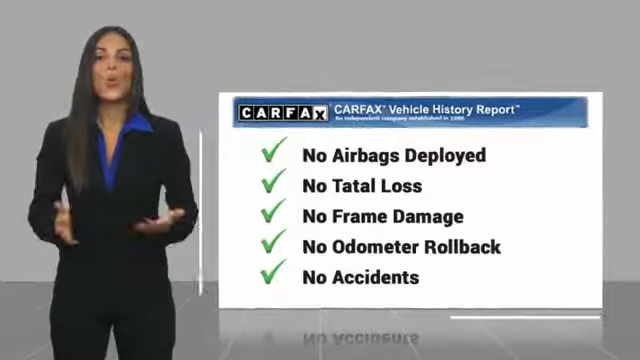 CARFAX CARFAX Vehicle History Report™
An independent company established in 1986
No Airbags Deployed
No Tatal Loss
No Frame Damage
No Odometer Rollback
No Accidents